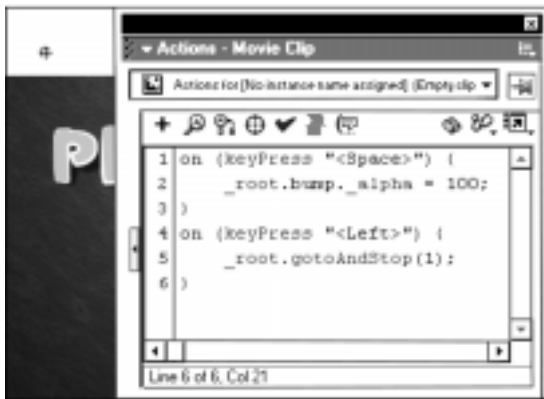 Actions - Movie Clip
Actions for [No instance name assigned] (Empty clip
Pl
1 on (keyPress "<Space>") {
2 _root.bump._alpha = 100;
3 }
4 on (keyPress "<Left>") {
5 _root.gotoAndStop(1);
6 }
Line 6 of 6, Col 21